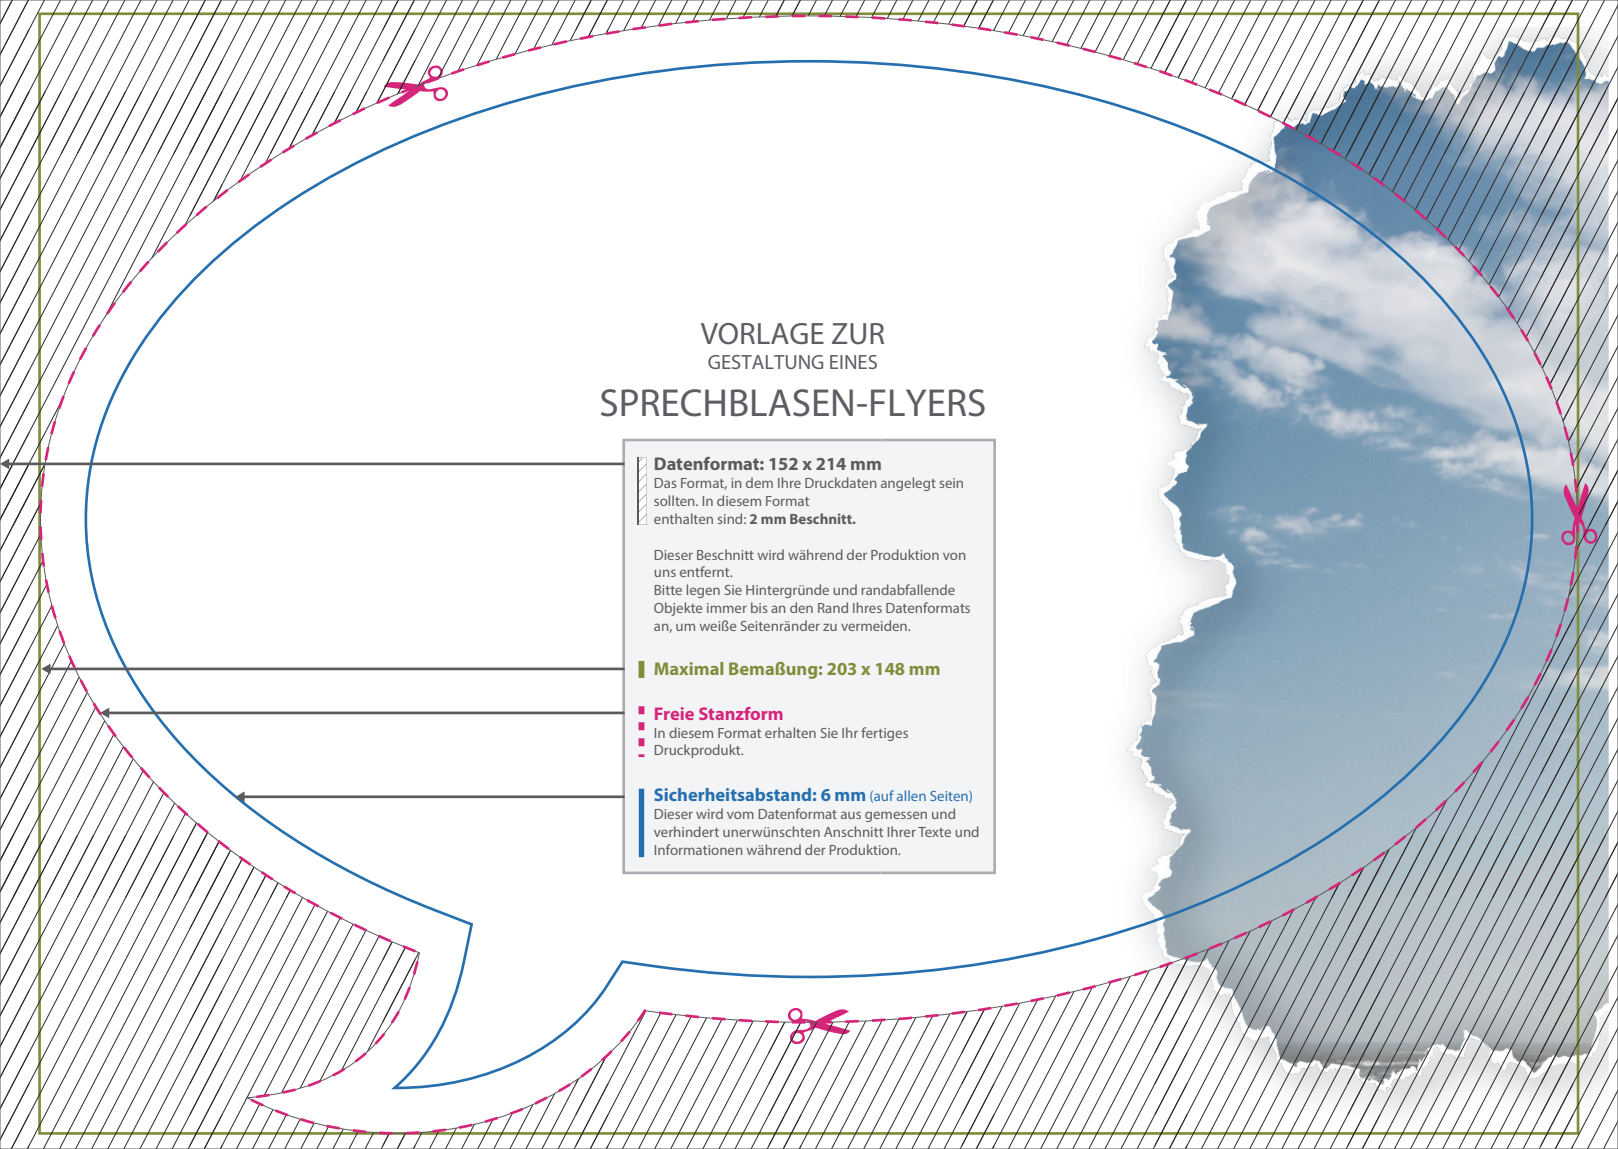 VORLAGE ZUR
GESTALTUNG EINES
SPRECHBLASEN-FLYERS
Datenformat: 152 x 214 mm
Das Format, in dem Ihre Druckdaten angelegt sein
sollten. In diesem Format
enthalten sind: 2 mm Beschnitt.
Dieser Beschnitt wird während der Produktion von
uns entfernt.
Bitte legen Sie Hintergründe und randabfallende
Objekte immer bis an den Rand Ihres Datenformats
an, um weiße Seitenränder zu vermeiden.
Maximal Bemaßung: 203 x 148 mm
Freie Stanzform
In diesem Format erhalten Sie Ihr fertiges
Druckprodukt.
Sicherheitsabstand: 6 mm (auf allen Seiten)
Dieser wird vom Datenformat aus gemessen und
verhindert unerwünschten Anschnitt Ihrer Texte und
Informationen während der Produktion.